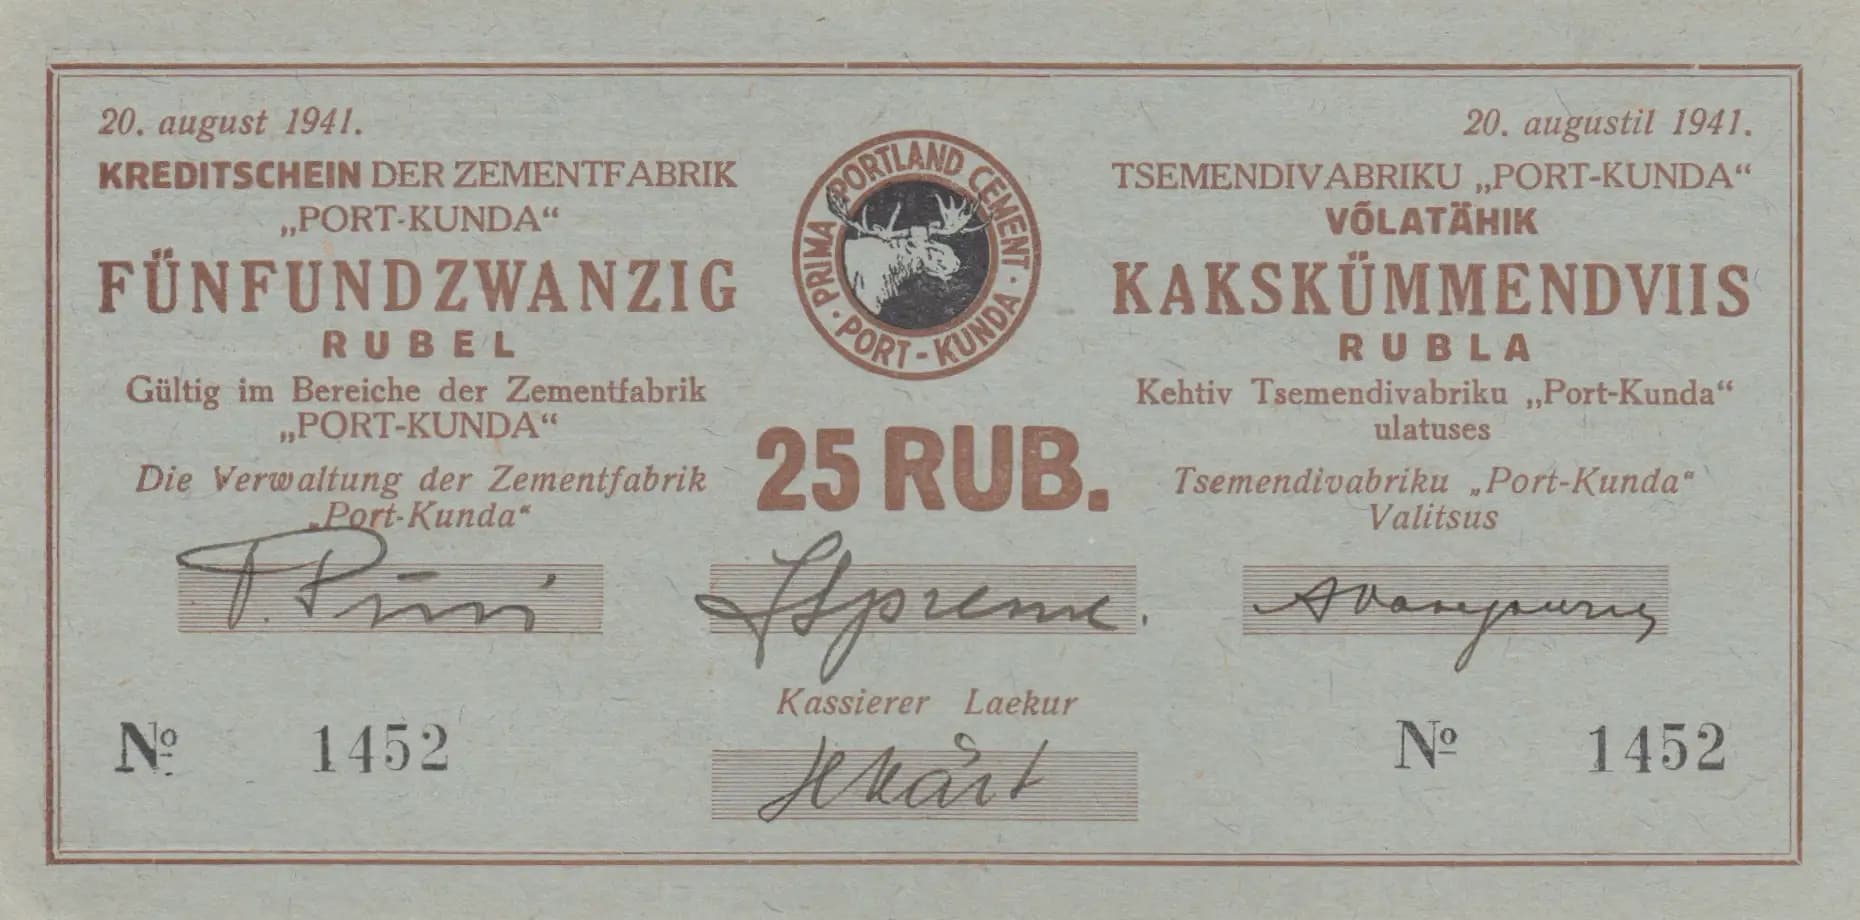 20. august 1941.
KREDITSCHEIN DER ZEMENTFABRIK
„PORT-KUNDA“
FÜNFUNDZWANZIG
RUBEL
Gültig im Bereiche der Zementfabrik
„PORT-KUNDA“
Die Verwaltung der Zementfabrik
„Port-Kunda“
PRIMA PORTLAND CEMENT
· PORT-KUNDA ·
25 RUB.
20. augustil 1941.
TSEMENDIVABRIKU „PORT-KUNDA“
VÕLATÄHIK
KAKSKÜMMENDVIIS
RUBLA
Kehtiv Tsemendivabriku „Port-Kunda“
ulatuses
Tsemendivabriku „Port-Kunda“
Valitsus
Kassierer Laekur
№ 1452
№ 1452